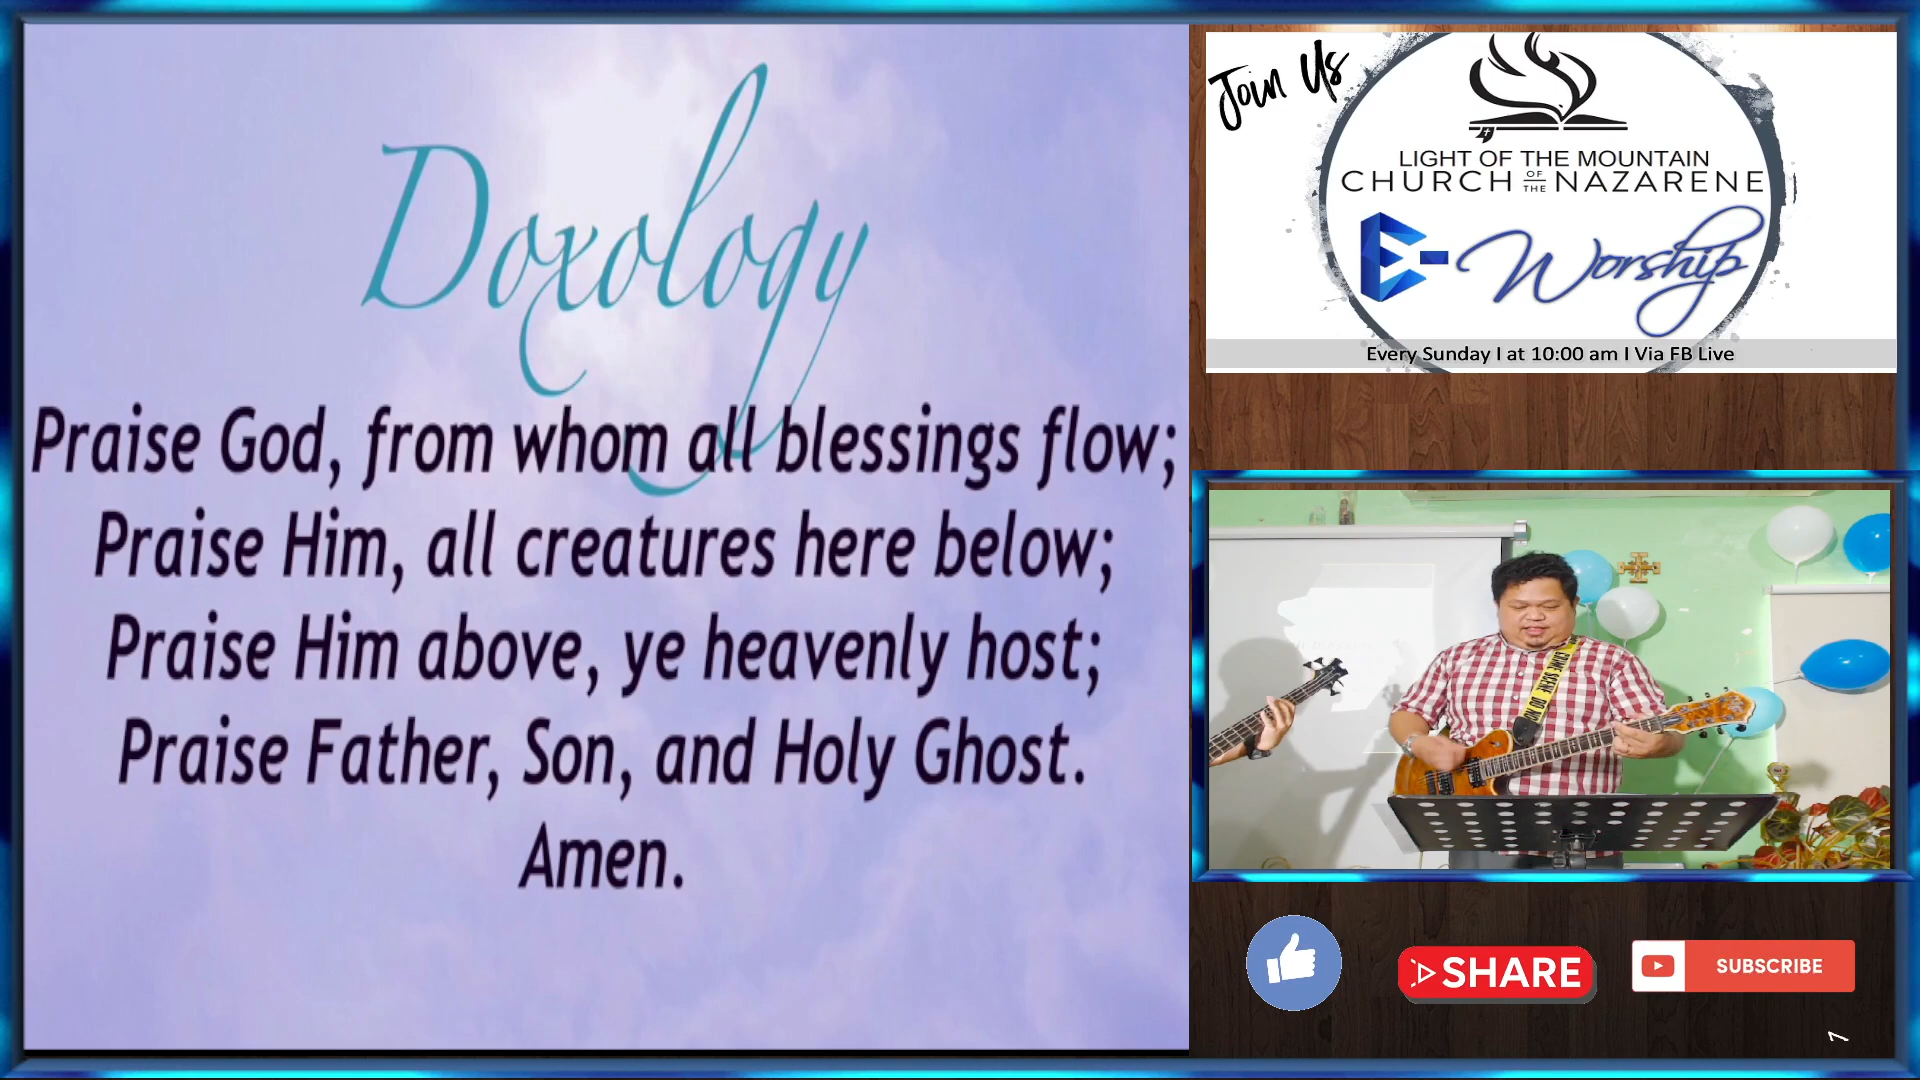 Doxology
Praise God, from whom all blessings flow;
Praise Him, all creatures here below;
Praise Him above, ye heavenly host;
Praise Father, Son, and Holy Ghost.
Amen.
Join Us
LIGHT OF THE MOUNTAIN
CHURCH OF THE NAZARENE
E-Worship
Every Sunday I at 10:00 am I Via FB Live
SHARE
SUBSCRIBE